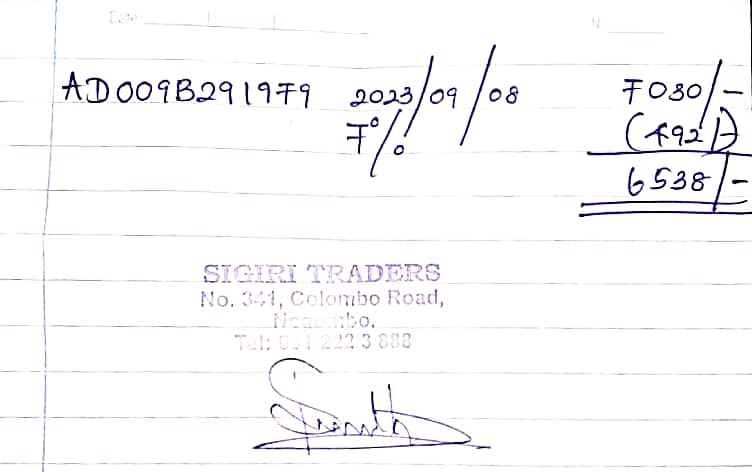 Date
N
AD009B291979 2023/09/08 7030/-
7% (492/-)
6538/-
SIGIRI TRADERS
No. 341, Colombo Road,
Negombo.
Tel: 031 222 3 888